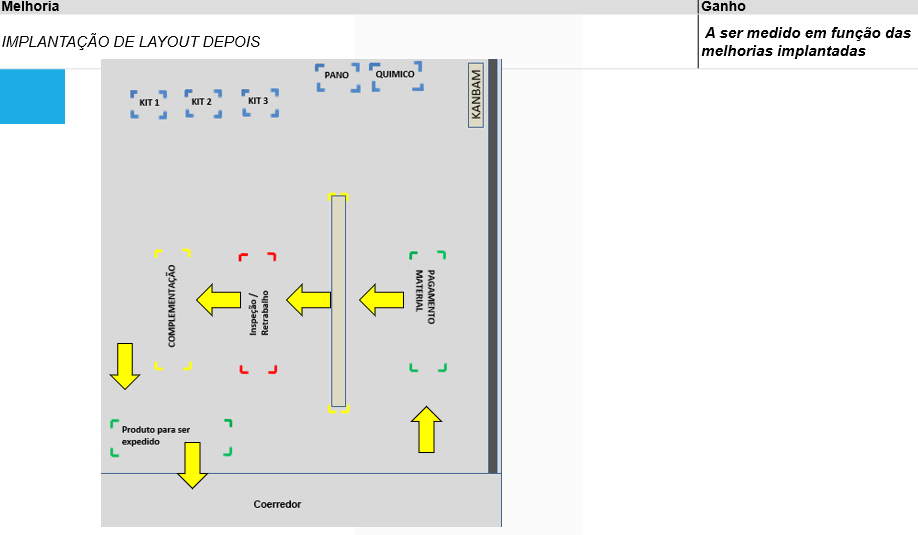 Melhoria
Ganho
IMPLANTAÇÃO DE LAYOUT DEPOIS
A ser medido em função das
melhorias implantadas
PANO
QUIMICO
KANBAM
KIT 1
KIT 2
KIT 3
COMPLEMENTAÇÃO
Inspeção /
Retrabalho
PAGAMENTO
MATERIAL
Produto para ser
expedido
Coerredor